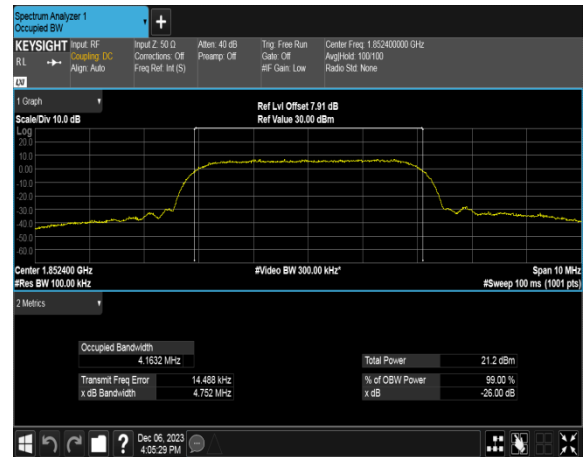 Spectrum Analyzer 1
Occupied BW
KEYSIGHT Input: RF Input Z: 50 Ω Atten: 40 dB Trig: Free Run Center Freq: 1.852400000 GHz
RL Coupling: DC Corrections: Off Preamp: Off Gate: Off Avg|Hold: 100/100
Align: Auto Freq Ref: Int (S) #IF Gain: Low Radio Std: None
LXI
1 Graph
Ref Lvl Offset 7.91 dB
Scale/Div 10.0 dB Ref Value 30.00 dBm
Log
20.0
10.0
0.00
-10.0
-20.0
-30.0
-40.0
-50.0
-60.0
Center 1.852400 GHz #Video BW 300.00 kHz* Span 10 MHz
#Res BW 100.00 kHz #Sweep 100 ms (1001 pts)
2 Metrics
Occupied Bandwidth
4.1632 MHz Total Power 21.2 dBm
Transmit Freq Error 14.488 kHz % of OBW Power 99.00 %
x dB Bandwidth 4.752 MHz x dB -26.00 dB
Dec 06, 2023
4:05:29 PM